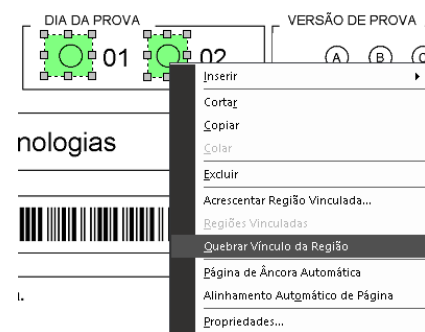 DIA DA PROVA
VERSÃO DE PROVA
01
02
A
B
Inserir
Cortar
Copiar
Colar
Excluir
Acrescentar Região Vinculada...
Regiões Vinculadas
Quebrar Vínculo da Região
Página de Âncora Automática
Alinhamento Automático de Página
Propriedades...
nologias